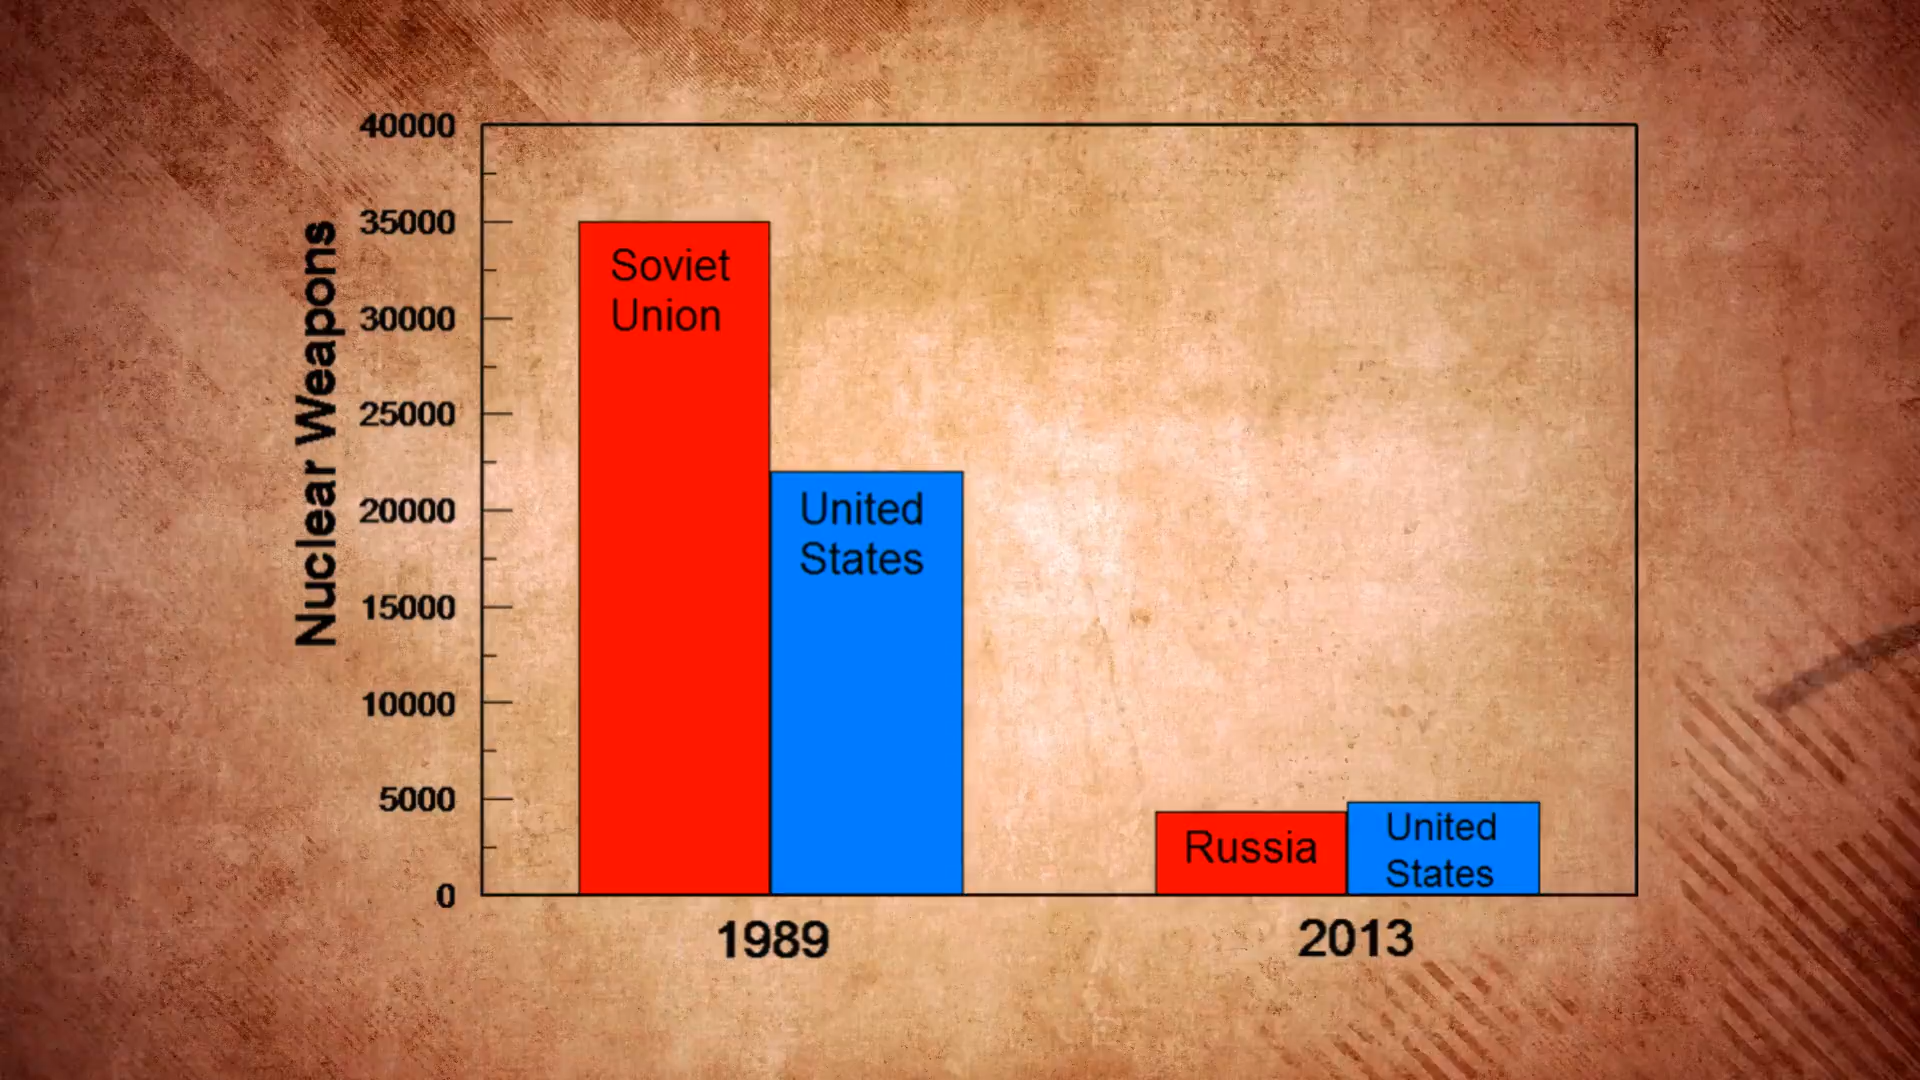 Nuclear Weapons
40000
35000
30000
25000
20000
15000
10000
5000
0
Soviet
Union
United
States
Russia
United
States
1989
2013